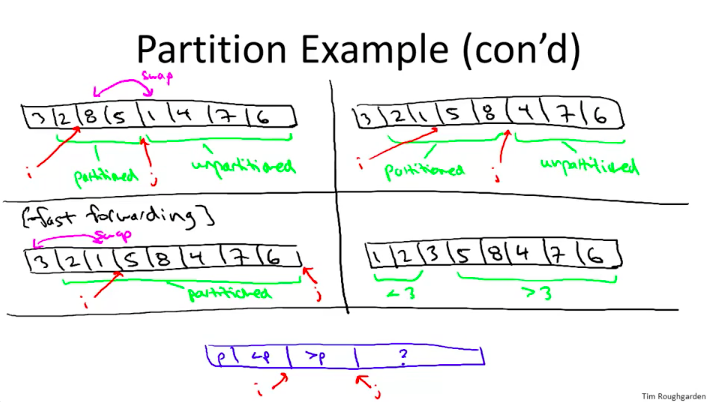 Partition Example (con'd)
swap
3 2 8 5 1 4 7 6
i partitioned j unpartitioned
3 2 1 5 8 4 7 6
i partitioned j unpartitioned
[-fast forwarding]
swap
3 2 1 5 8 4 7 6
i partitioned j
1 2 3 5 8 4 7 6
<3 >3
p <p >p ?
i j
Tim Roughgarden